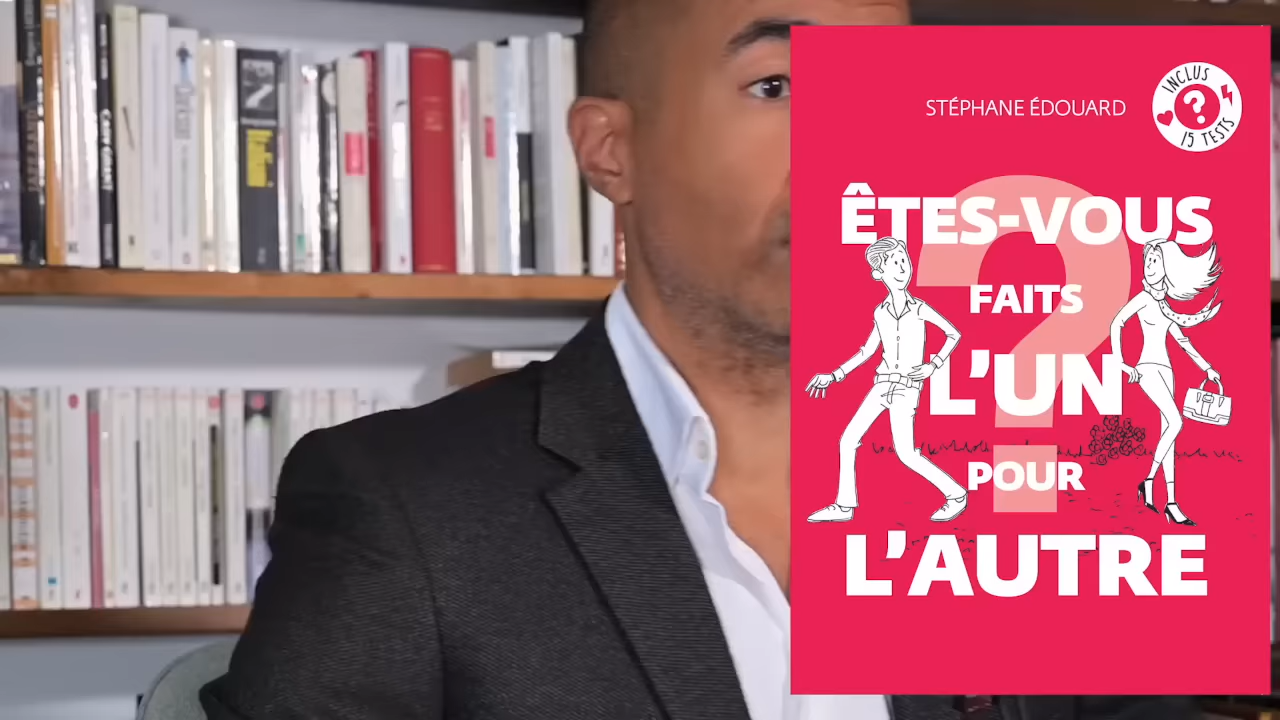 STÉPHANE ÉDOUARD
INCLUS
15 TESTS
ÊTES-VOUS
FAITS
L'UN
POUR
L'AUTRE
?